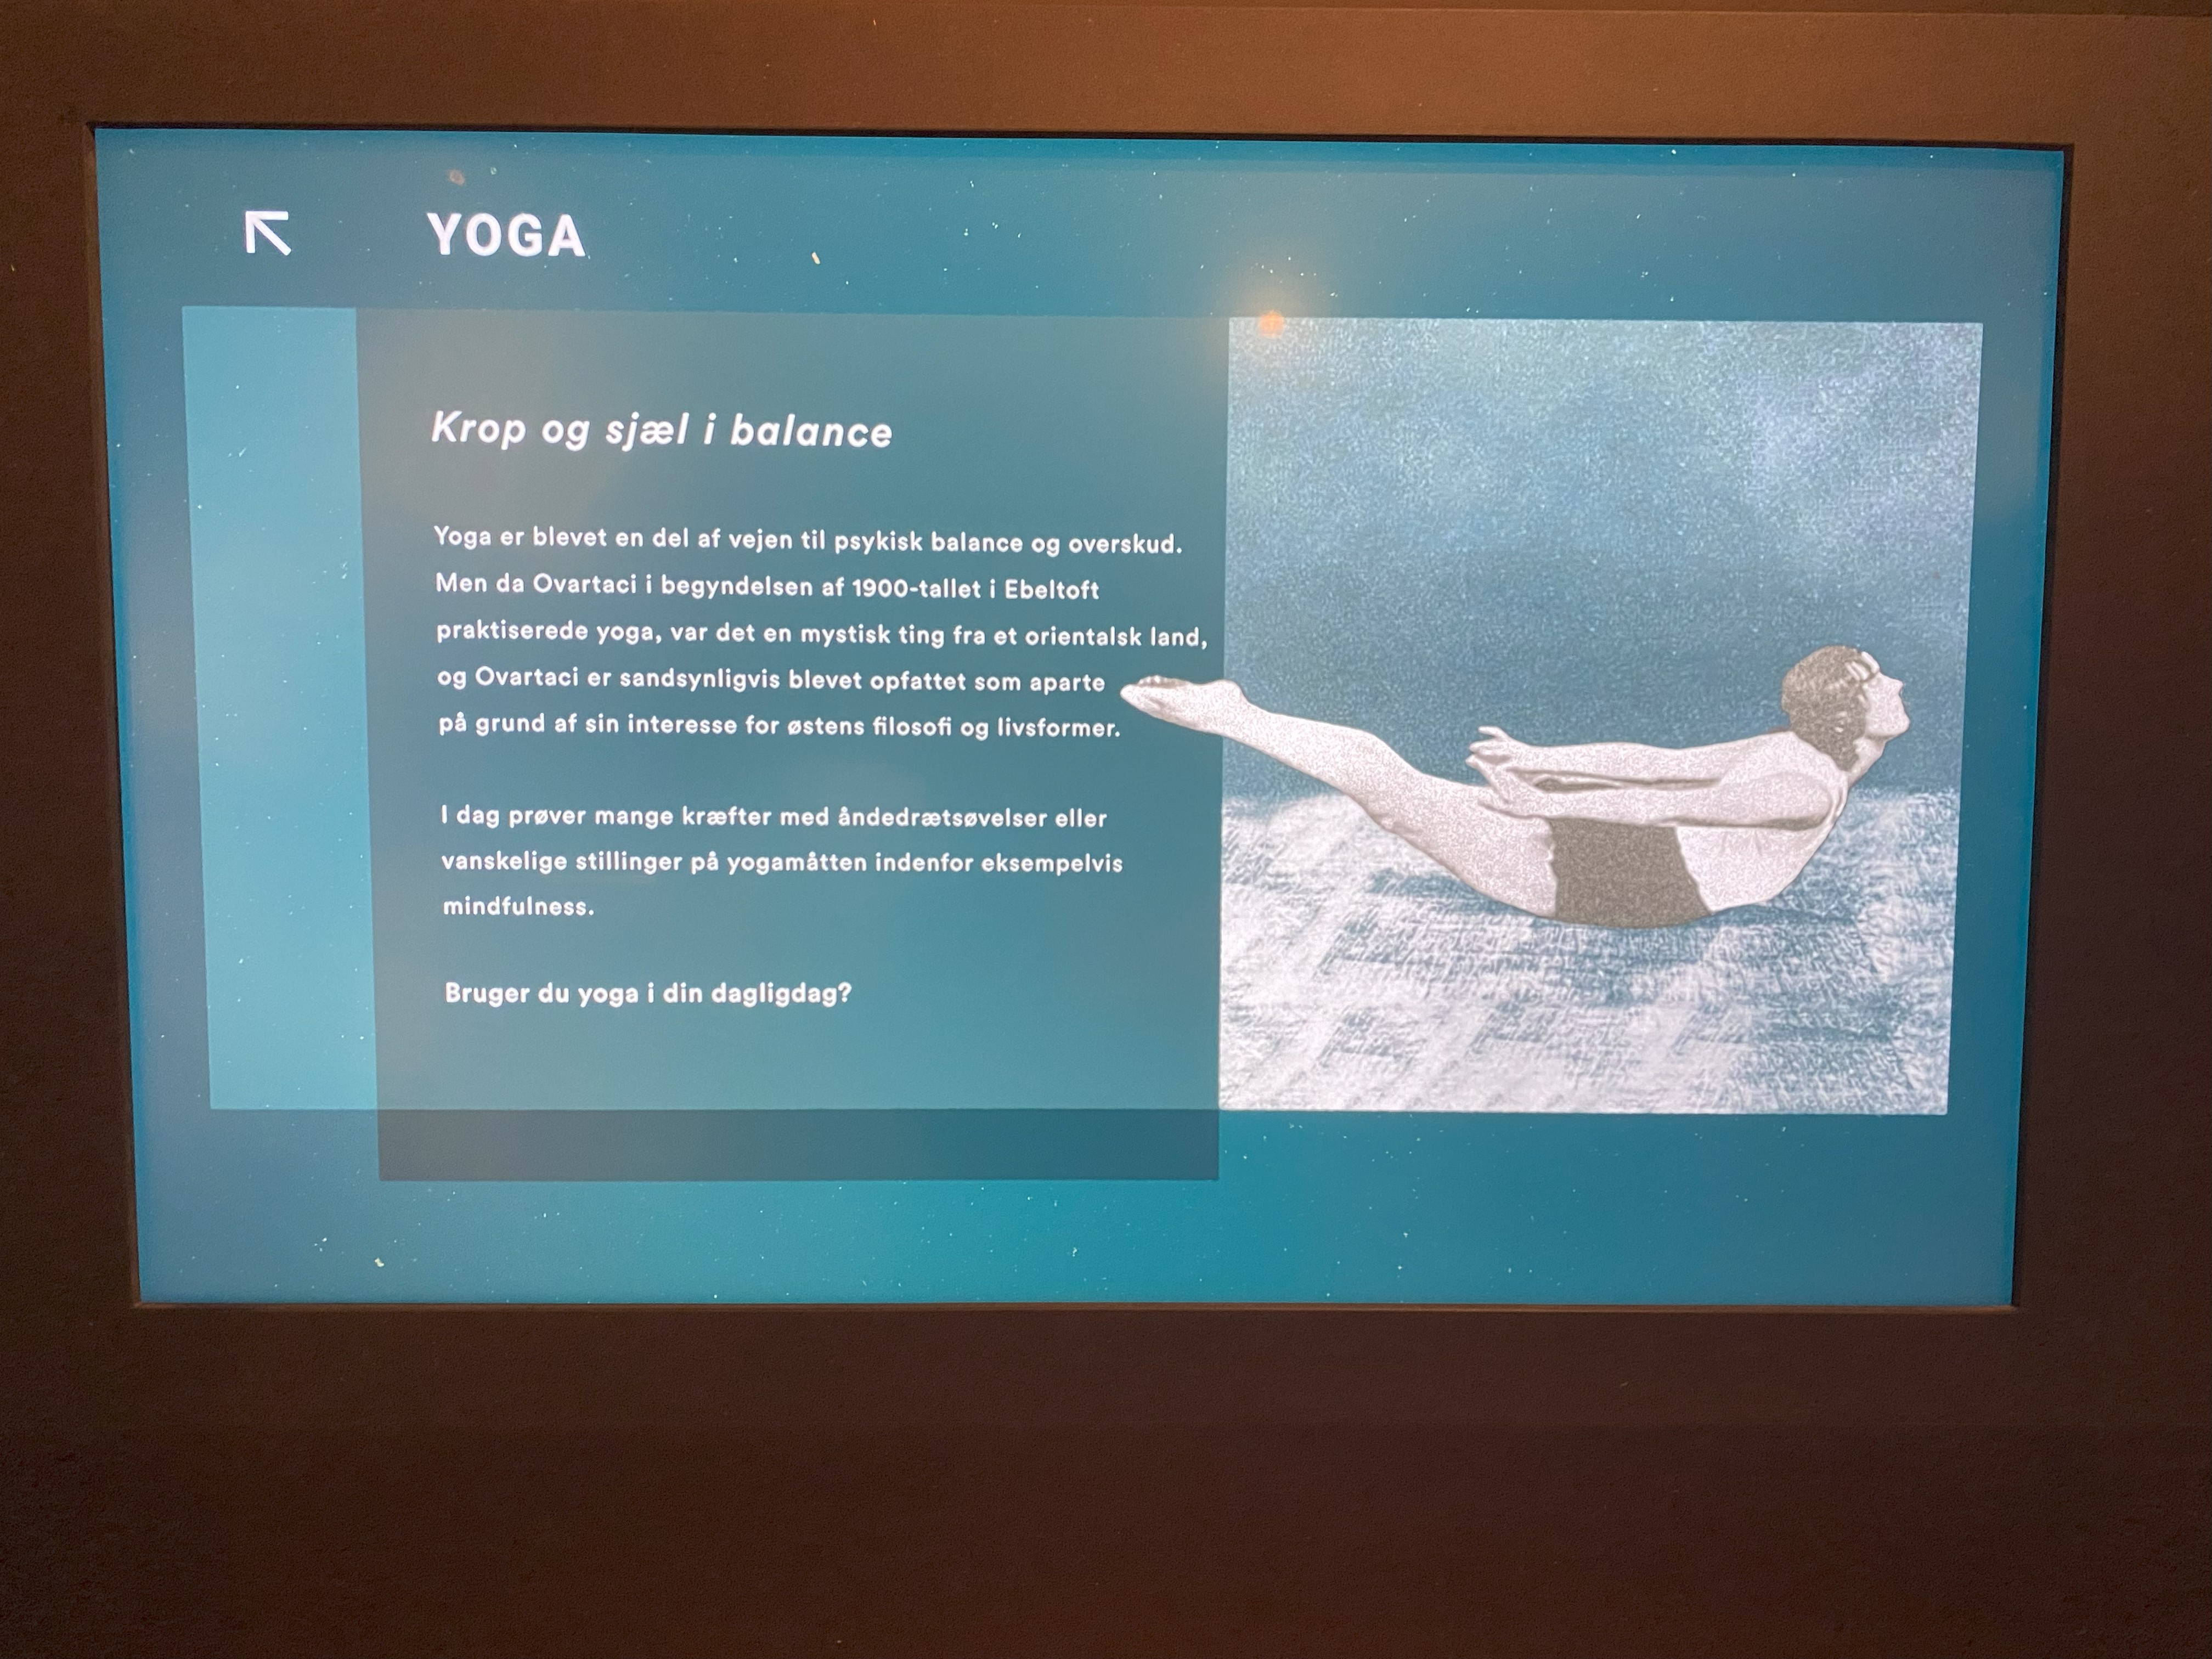 YOGA
Krop og sjæl i balance
Yoga er blevet en del af vejen til psykisk balance og overskud.
Men da Ovartaci i begyndelsen af 1900-tallet i Ebeltoft
praktiserede yoga, var det en mystisk ting fra et orientalsk land,
og Ovartaci er sandsynligvis blevet opfattet som aparte
på grund af sin interesse for østens filosofi og livsformer.
I dag prøver mange kræfter med åndedrætsøvelser eller
vanskelige stillinger på yogamåtten indenfor eksempelvis
mindfulness.
Bruger du yoga i din dagligdag?